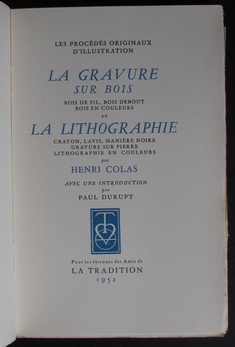 LES PROCÉDÉS ORIGINAUX
D'ILLUSTRATION
LA GRAVURE
SUR BOIS
BOIS DE FIL, BOIS DEBOUT
BOIS EN COULEURS
et
LA LITHOGRAPHIE
CRAYON, LAVIS, MANIÈRE NOIRE
GRAVURE SUR PIERRE
LITHOGRAPHIE EN COULEURS
par
HENRI COLAS
AVEC UNE INTRODUCTION
par
PAUL DURUPT
Pour les étrennes des Amis de
LA TRADITION
1952